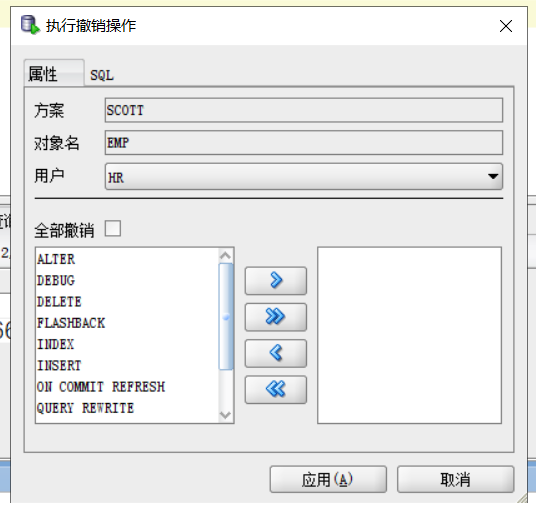 执行撤销操作
属性 SQL
方案 SCOTT
对象名 EMP
用户 HR
全部撤销
ALTER
DEBUG
DELETE
FLASHBACK
INDEX
INSERT
ON COMMIT REFRESH
QUERY REWRITE
应用(A) 取消